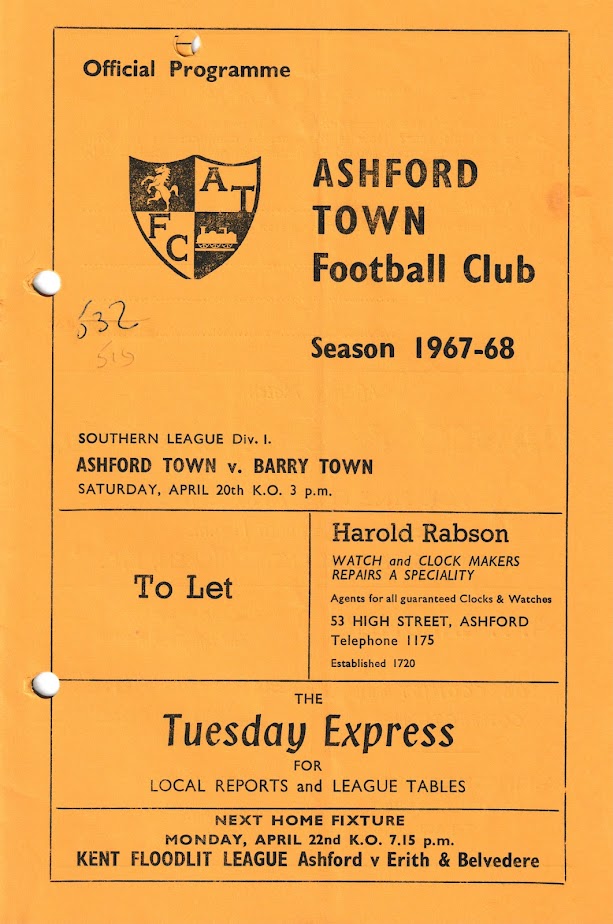 Official Programme
A T
F C
ASHFORD
TOWN
Football Club
532
Season 1967-68
SOUTHERN LEAGUE Div. I.
ASHFORD TOWN v. BARRY TOWN
SATURDAY, APRIL 20th K.O. 3 p.m.
To Let
Harold Rabson
WATCH and CLOCK MAKERS
REPAIRS A SPECIALITY
Agents for all guaranteed Clocks & Watches
53 HIGH STREET, ASHFORD
Telephone 1175
Established 1720
THE
Tuesday Express
FOR
LOCAL REPORTS and LEAGUE TABLES
NEXT HOME FIXTURE
MONDAY, APRIL 22nd K.O. 7.15 p.m.
KENT FLOODLIT LEAGUE Ashford v Erith & Belvedere